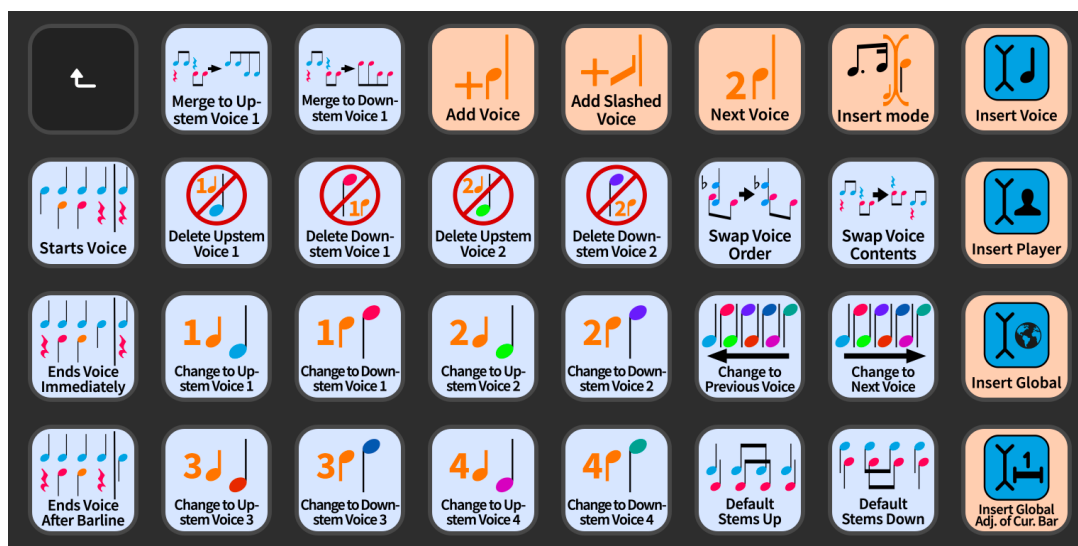 Merge to Up-
stem Voice 1
Merge to Down-
stem Voice 1
Add Voice
Add Slashed
Voice
2
Next Voice
Insert mode
Insert Voice
Starts Voice
1
Delete Upstem
Voice 1
1
Delete Down-
stem Voice 1
2
Delete Upstem
Voice 2
2
Delete Down-
stem Voice 2
Swap Voice
Order
Swap Voice
Contents
Insert Player
Ends Voice
Immediately
1
Change to Up-
stem Voice 1
1
Change to Down-
stem Voice 1
2
Change to Up-
stem Voice 2
2
Change to Down-
stem Voice 2
Change to
Previous Voice
Change to
Next Voice
Insert Global
Ends Voice
After Barline
3
Change to Up-
stem Voice 3
3
Change to Down-
stem Voice 3
4
Change to Up-
stem Voice 4
4
Change to Down-
stem Voice 4
Default
Stems Up
Default
Stems Down
1
Insert Global
Adj. of Cur. Bar